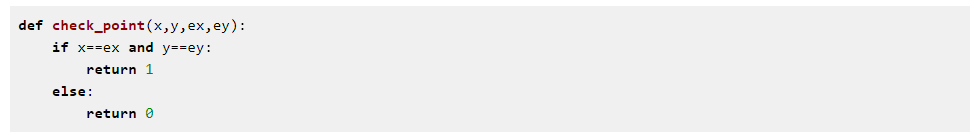 def check_point(x,y,ex,ey):
    if x==ex and y==ey:
        return 1
    else:
        return 0